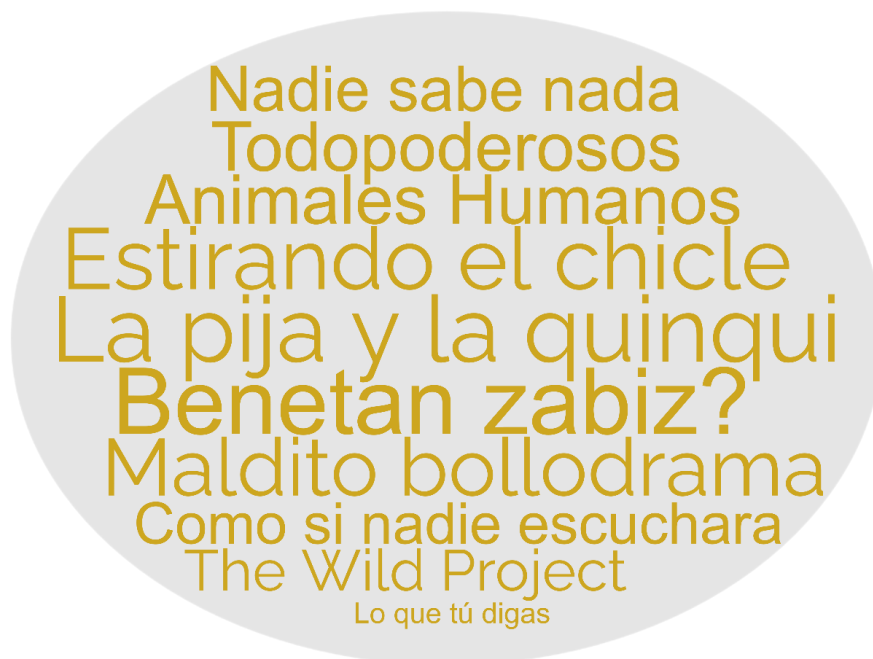 Nadie sabe nada
Todopoderosos
Animales Humanos
Estirando el chicle
La pija y la quinqui
Benetan zabiz?
Maldito bollodrama
Como si nadie escuchara
The Wild Project
Lo que tú digas